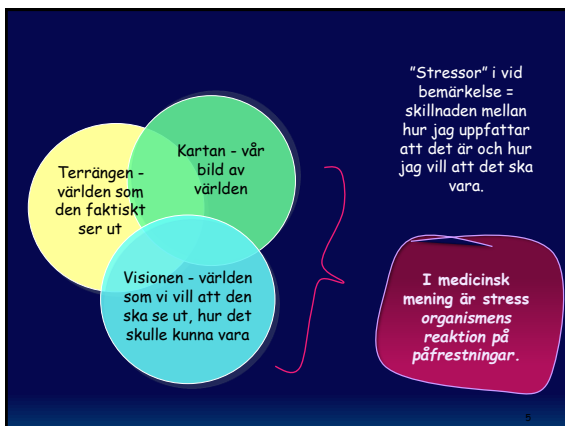 Terrängen -
världen som
den faktiskt
ser ut
Kartan - vår
bild av
världen
Visionen - världen
som vi vill att den
ska se ut, hur det
skulle kunna vara
"Stressor" i vid
bemärkelse =
skillnaden mellan
hur jag uppfattar
att det är och hur
jag vill att det ska
vara.
I medicinsk
mening är stress
organismens
reaktion på
påfrestningar.
5